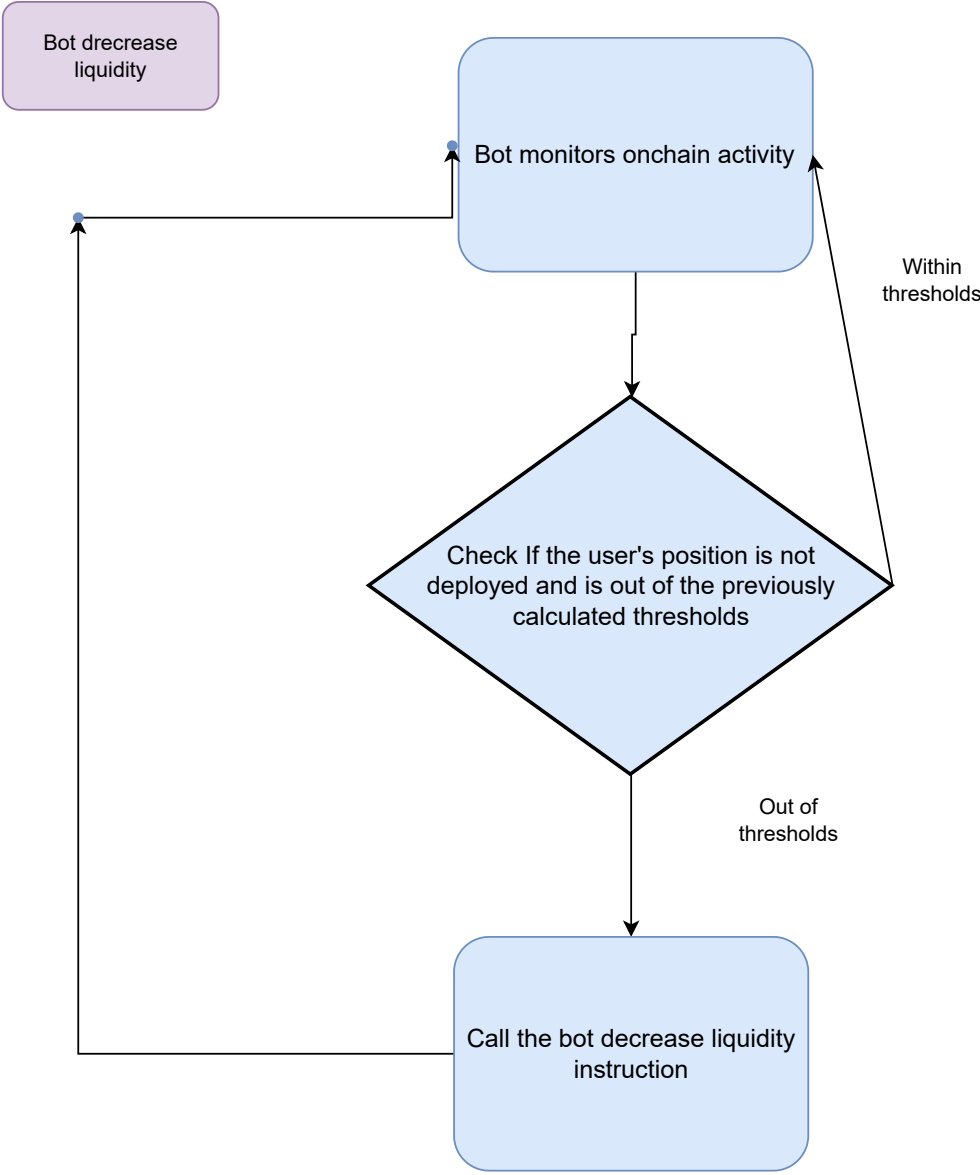 Bot drecrease
liquidity
Bot monitors onchain activity
Within
thresholds
Check If the user's position is not
deployed and is out of the previously
calculated thresholds
Out of
thresholds
Call the bot decrease liquidity
instruction